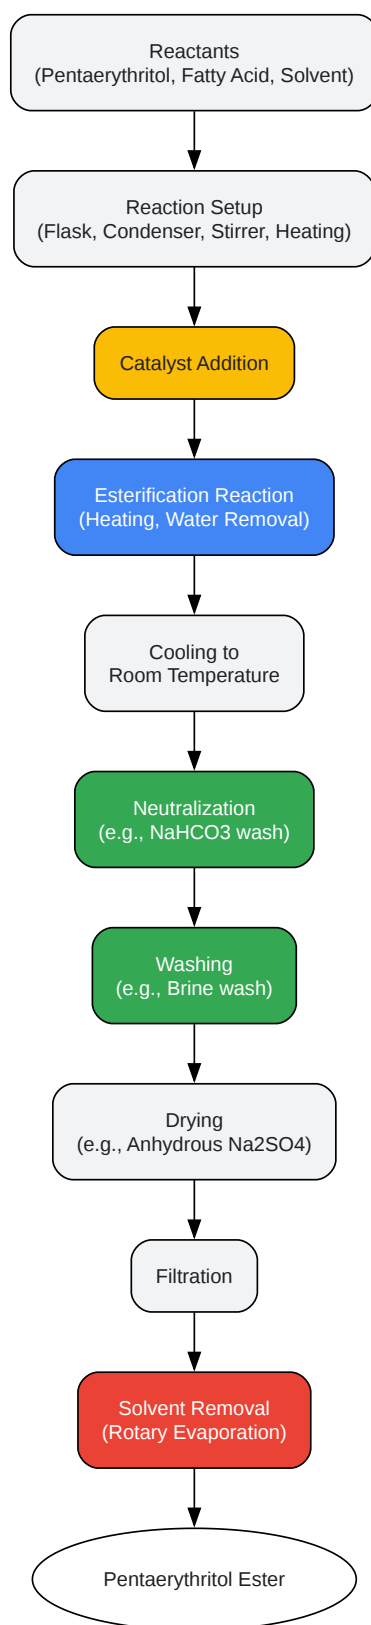 Reactants
(Pentaerythritol, Fatty Acid, Solvent)
Reaction Setup
(Flask, Condenser, Stirrer, Heating)
Catalyst Addition
Esterification Reaction
(Heating, Water Removal)
Cooling to
Room Temperature
Neutralization
(e.g., NaHCO3 wash)
Washing
(e.g., Brine wash)
Drying
(e.g., Anhydrous Na2SO4)
Filtration
Solvent Removal
(Rotary Evaporation)
Pentaerythritol Ester